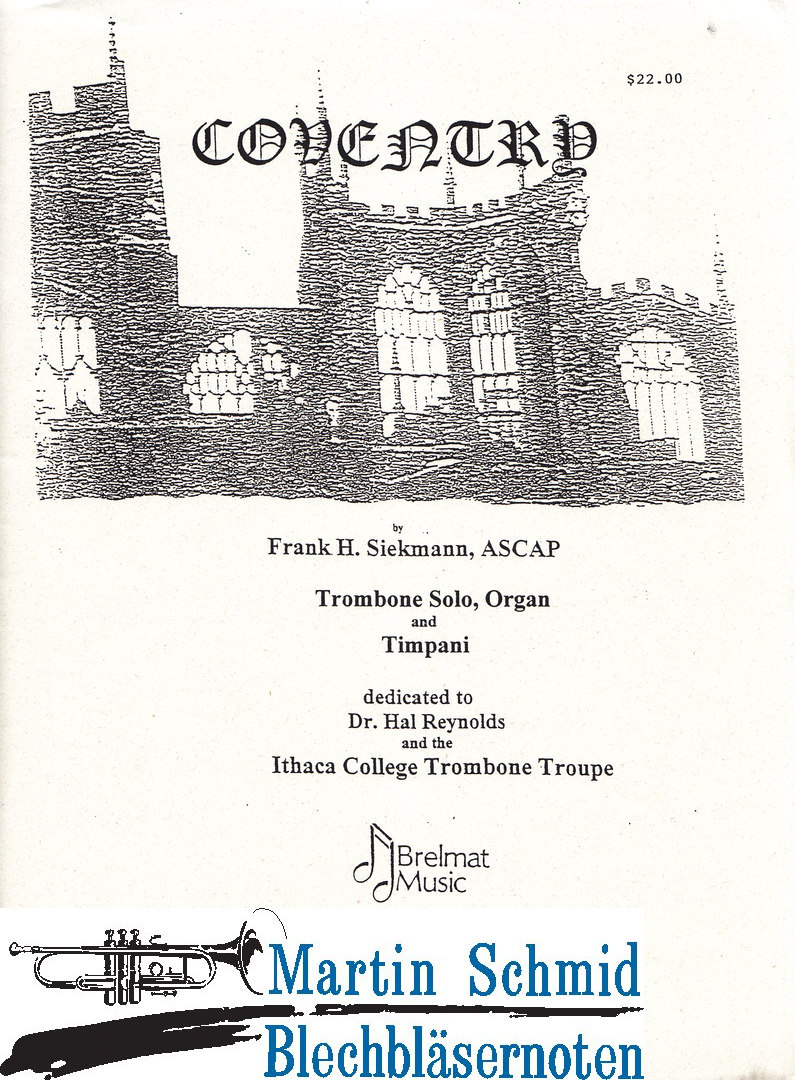 $22.00
COVENTRY
by
Frank H. Siekmann, ASCAP
Trombone Solo, Organ
and
Timpani
dedicated to
Dr. Hal Reynolds
and the
Ithaca College Trombone Troupe
Brelmat
Music
Martin Schmid
Blechbläsernoten